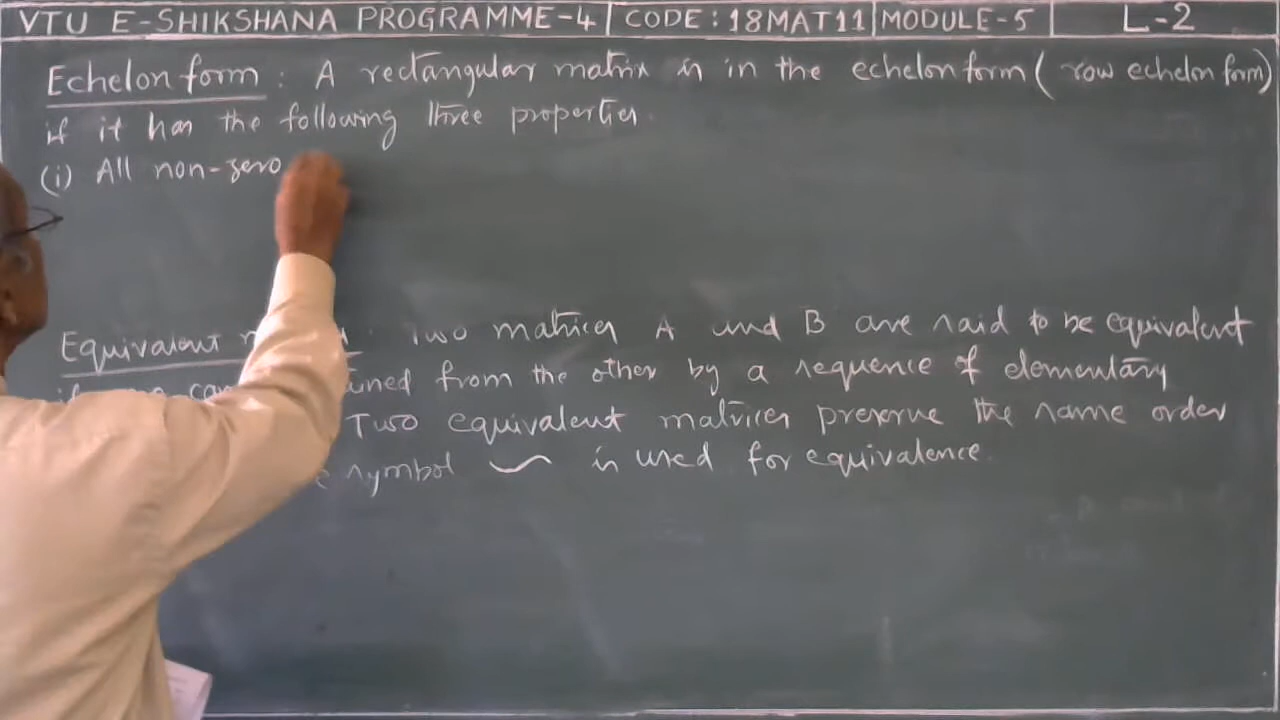 VTU E-SHIKSHANA PROGRAMME-4 CODE: 18MAT11 MODULE-5 L-2
Echelon form : A rectangular matrix is in the echelon form ( row echelon form)
if it has the following three properties.
(i) All non-zero
Equivalent Two matrices A and B are said to be equivalent
if can from the other by a sequence of elementary
Two equivalent matrices preserve the same order
symbol ~ is used for equivalence.